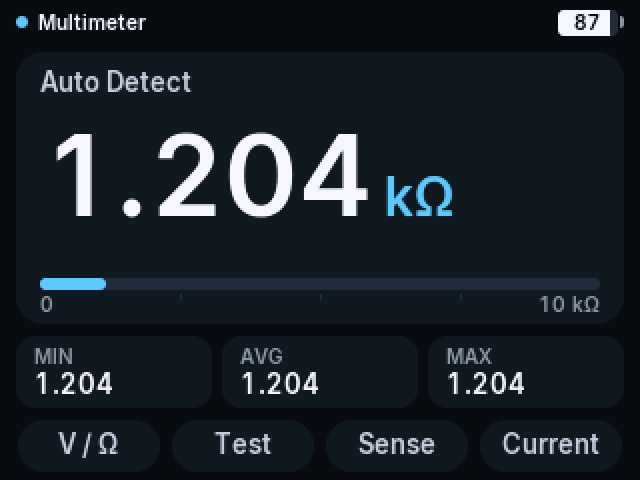 Multimeter
87
Auto Detect
1.204 kΩ
0
10 kΩ
MIN
1.204
AVG
1.204
MAX
1.204
V / Ω
Test
Sense
Current